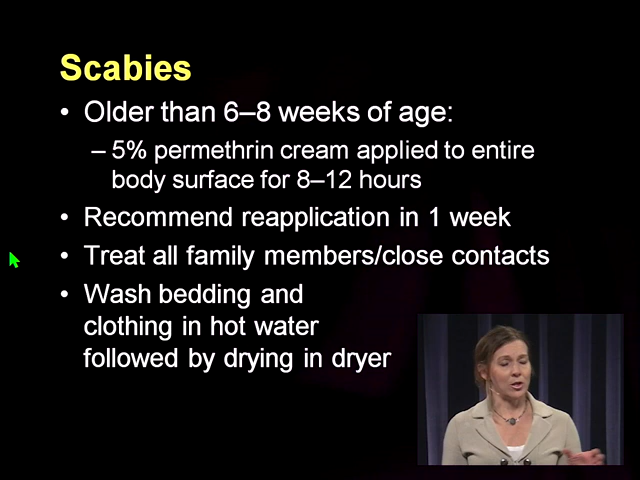 Scabies
• Older than 6–8 weeks of age:
– 5% permethrin cream applied to entire
body surface for 8–12 hours
• Recommend reapplication in 1 week
• Treat all family members/close contacts
• Wash bedding and
clothing in hot water
followed by drying in dryer